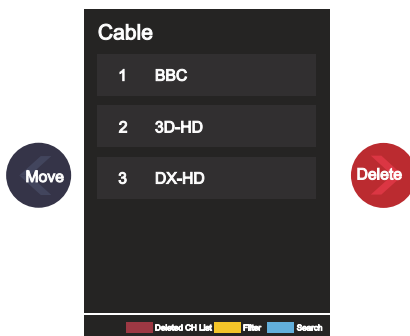 Cable
1 BBC
2 3D-HD
3 DX-HD
Move
Delete
Deleted CH List Filter Search